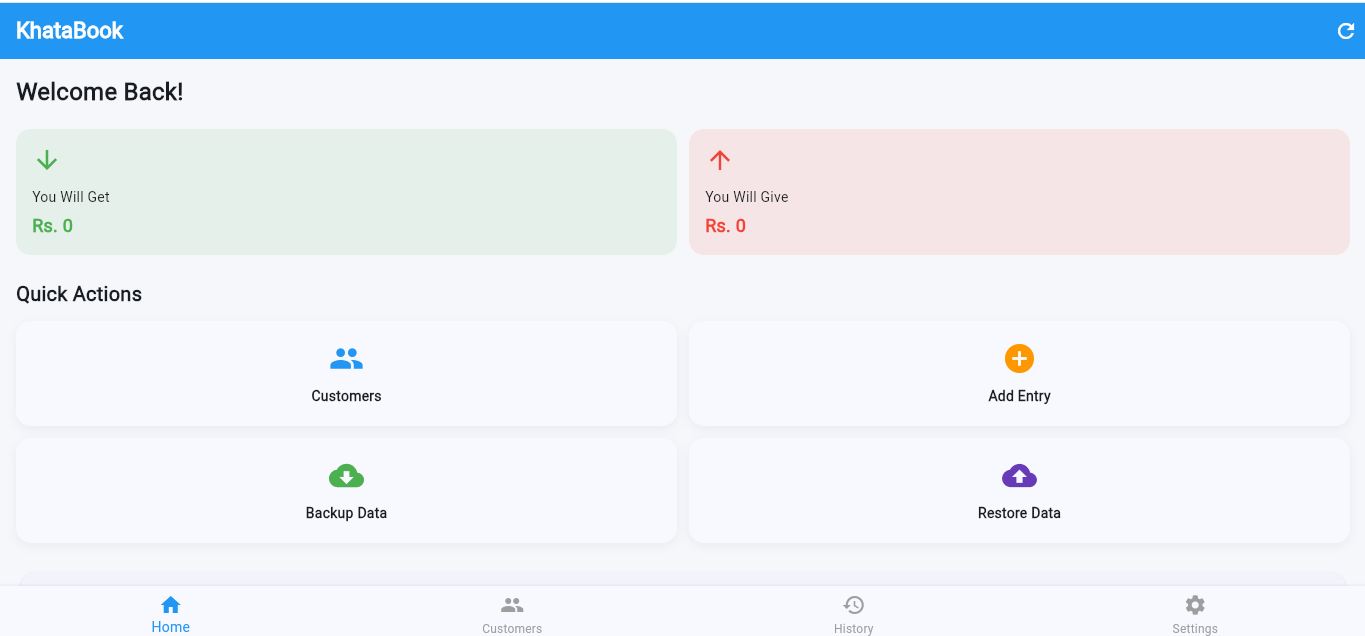 KhataBook
Welcome Back!
You Will Get
Rs. 0
You Will Give
Rs. 0
Quick Actions
Customers
Add Entry
Backup Data
Restore Data
Home
Customers
History
Settings